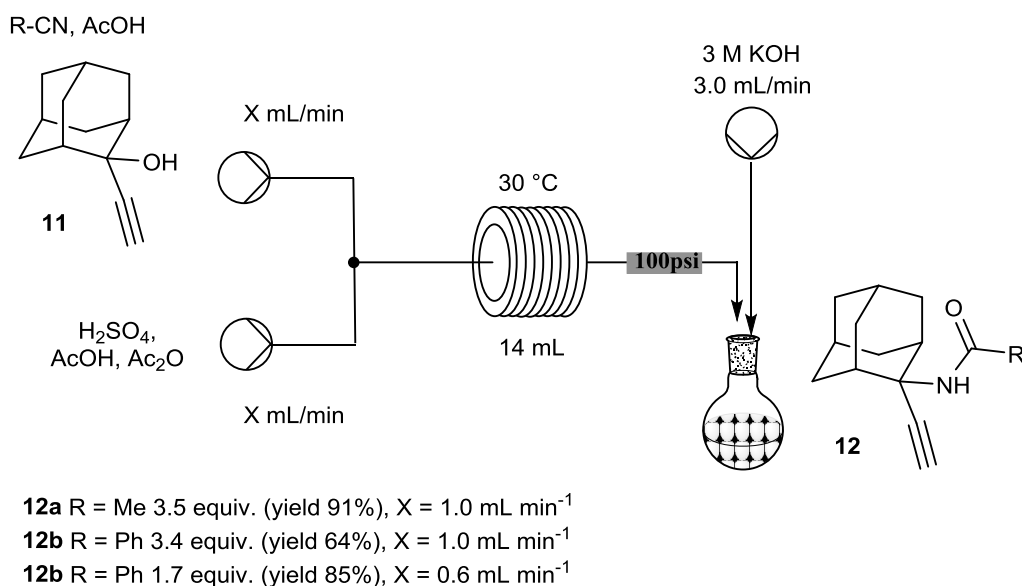 R-CN, AcOH
3 M KOH
3.0 mL/min
X mL/min
OH
11
30 °C
100psi
H₂SO₄,
AcOH, Ac₂O
14 mL
X mL/min
O
R
NH
12
12a R = Me 3.5 equiv. (yield 91%), X = 1.0 mL min⁻¹
12b R = Ph 3.4 equiv. (yield 64%), X = 1.0 mL min⁻¹
12b R = Ph 1.7 equiv. (yield 85%), X = 0.6 mL min⁻¹